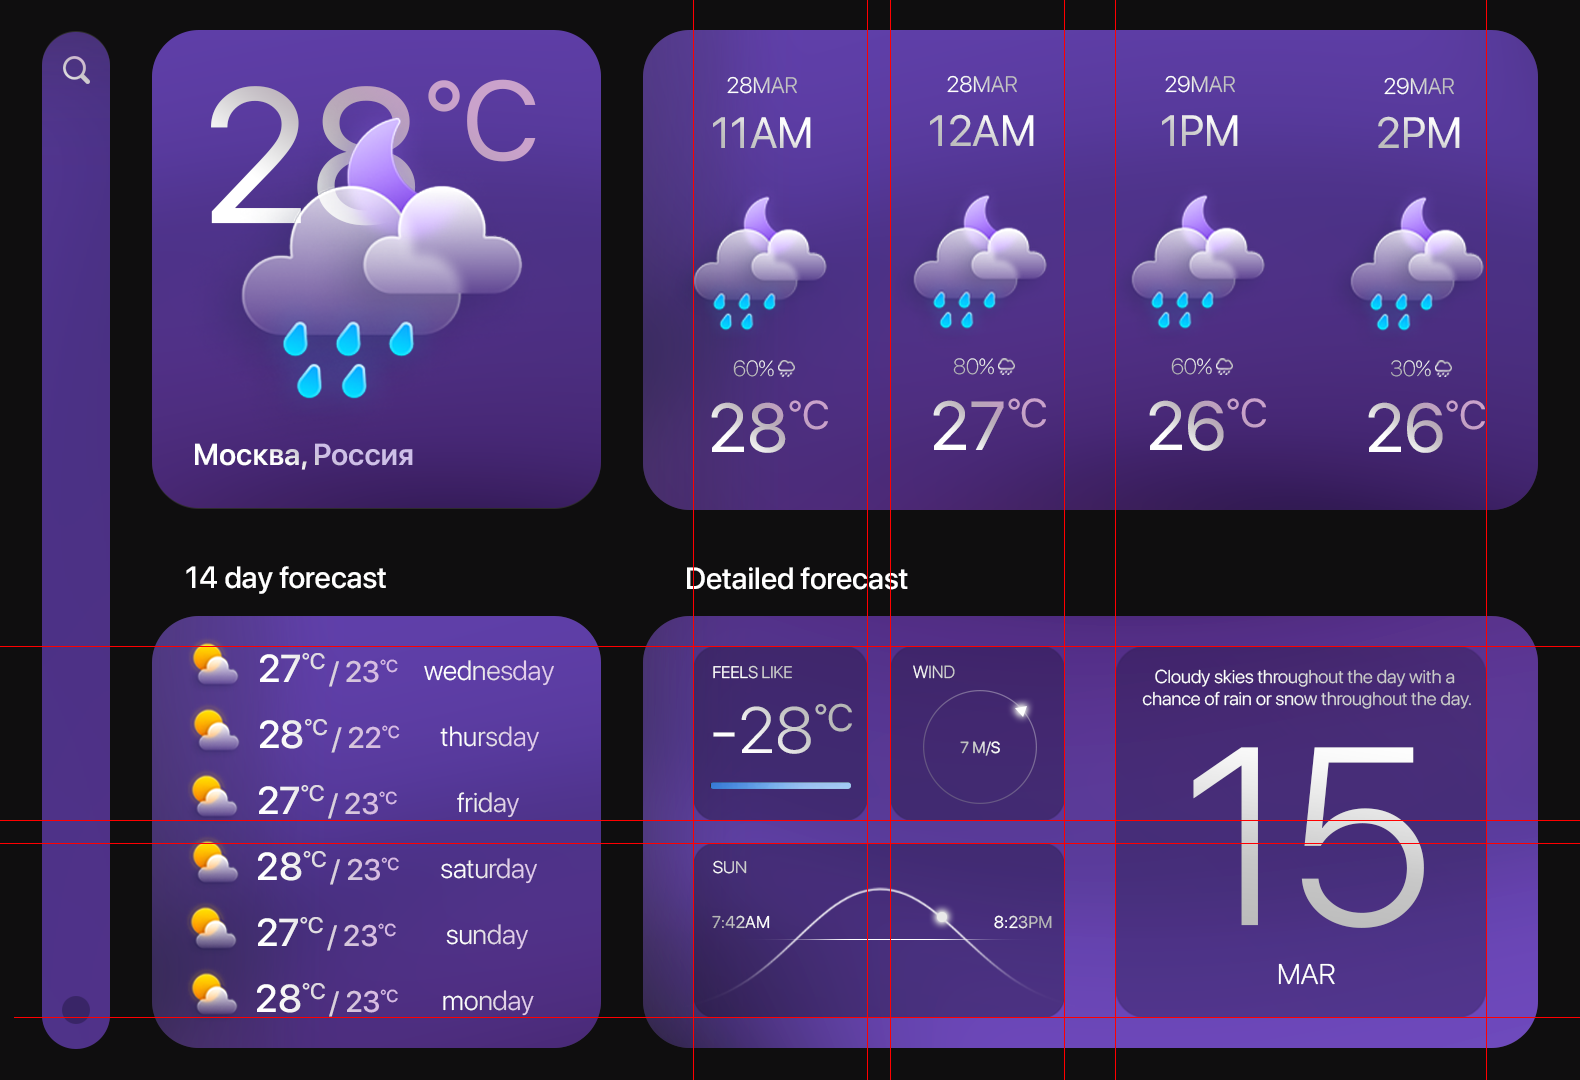 28°C
Москва, Россия
28MAR
11AM
60%
28°C
28MAR
12AM
80%
27°C
29MAR
1PM
60%
26°C
29MAR
2PM
30%
26°C
14 day forecast
27°C / 23°C wednesday
28°C / 22°C thursday
27°C / 23°C friday
28°C / 23°C saturday
27°C / 23°C sunday
28°C / 23°C monday
Detailed forecast
FEELS LIKE
-28°C
WIND
7 M/S
SUN
7:42AM
8:23PM
Cloudy skies throughout the day with a
chance of rain or snow throughout the day.
15
MAR